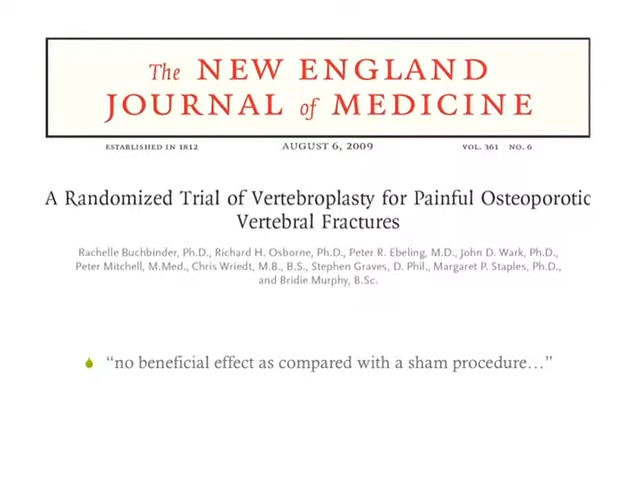 The NEW ENGLAND
JOURNAL of MEDICINE
ESTABLISHED IN 1812 AUGUST 6, 2009 VOL. 361 NO. 6
A Randomized Trial of Vertebroplasty for Painful Osteoporotic
Vertebral Fractures
Rachelle Buchbinder, Ph.D., Richard H. Osborne, Ph.D., Peter R. Ebeling, M.D., John D. Wark, Ph.D.,
Peter Mitchell, M.Med., Chris Wriedt, M.B., B.S., Stephen Graves, D. Phil., Margaret P. Staples, Ph.D.,
and Bridie Murphy, B.Sc.
“no beneficial effect as compared with a sham procedure…”